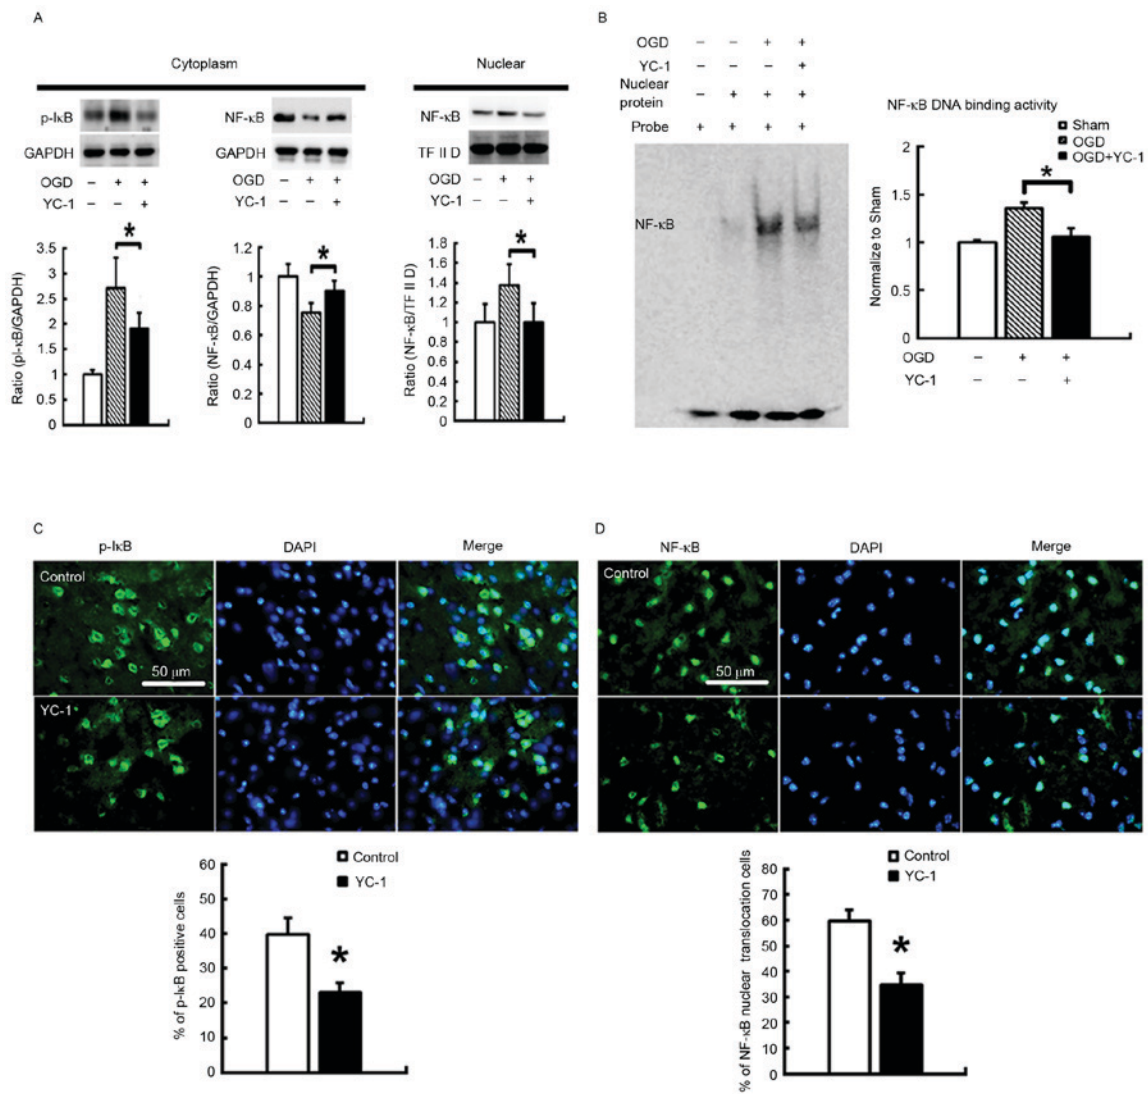 A
Cytoplasm
Nuclear
p-IκB
GAPDH
OGD − + +
YC-1 − − +
NF-κB
GAPDH
OGD − + +
YC-1 − − +
NF-κB
TF II D
OGD − + +
YC-1 − − +
Ratio (pI-κB/GAPDH)
4
3.5
3
2.5
2
1.5
1
0.5
0
*
Ratio (NF-κB/GAPDH)
1.2
1
0.8
0.6
0.4
0.2
0
*
Ratio (NF-κB/TF II D)
1.8
1.6
1.4
1.2
1
0.8
0.6
0.4
0.2
0
*
B
OGD − − + +
YC-1 − − − +
Nuclear
protein − + + +
Probe + + + +
NF-κB
NF-κB DNA binding activity
Sham
OGD
OGD+YC-1
Normalize to Sham
2
1.5
1
0.5
0
*
OGD − + +
YC-1 − − +
C
p-IκB DAPI Merge
Control
50 μm
YC-1
% of p-IκB positive cells
60
40
20
0
Control
YC-1
*
D
NF-κB DAPI Merge
Control
50 μm
% of NF-κB nuclear translocation cells
80
70
60
50
40
30
20
10
0
Control
YC-1
*